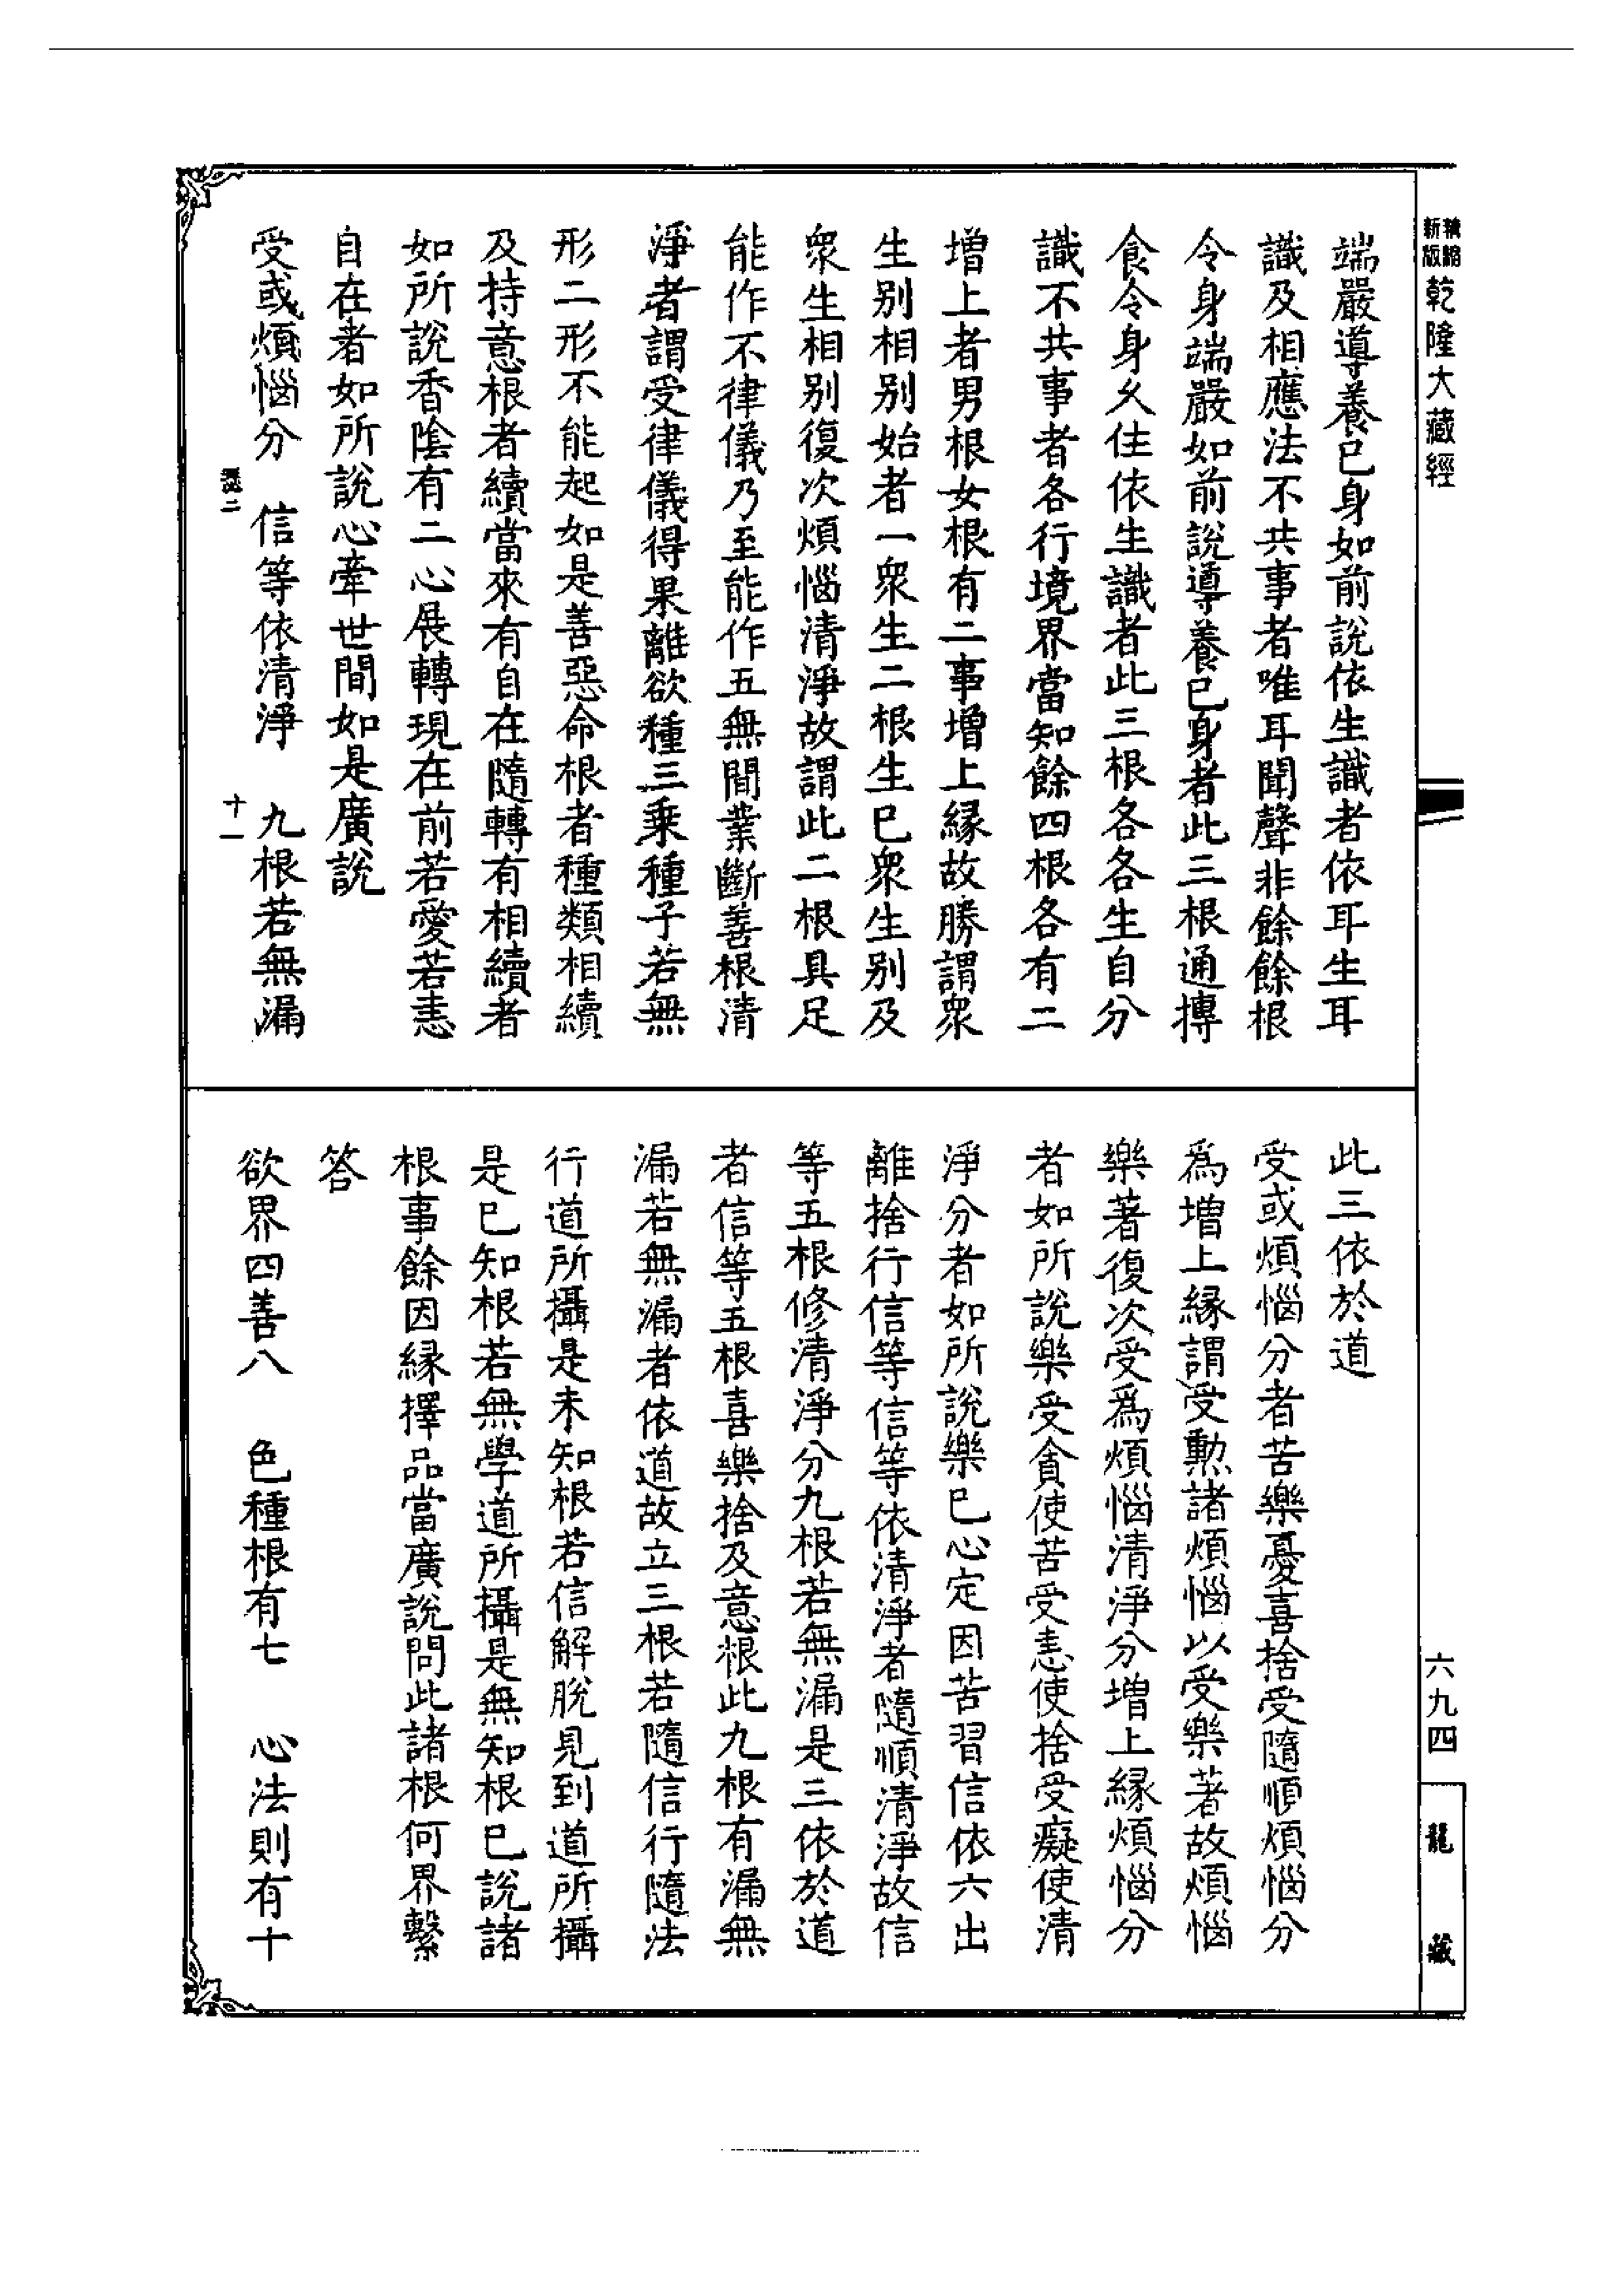 新版 精縮 乾隆大藏經
端嚴導養已身如前說依生識者依耳生耳
識及相應法不共事者唯耳聞聲非餘餘根
令身端嚴如前說導養已身者此三根通摶
食令身久住依生識者此三根各各生自分
識不共事者各行境界當知餘四根各有二
增上者男根女根有二事增上緣故勝謂眾
生别相别始者一眾生二根生已眾生别及
眾生相别復次煩惱清淨故謂此二根具足
能作不律儀乃至能作五無間業斷善根清
淨者謂受律儀得果離欲種三乘種子若無
形二形不能起如是善惡命根者種類相續
及持意根者續當來有自在隨轉有相續者
如所說香陰有二心展轉現在前若愛若恚
自在者如所說心牽世間如是廣說
受或煩惱分 信等依清淨 九根若無漏
十一
此三依於道
受或煩惱分者苦樂憂喜捨受隨順煩惱分
為增上緣謂受勳諸煩惱以受樂著故煩惱
樂著復次受為煩惱清淨分增上緣煩惱分
者如所說樂受貪使苦受恚使捨受癡使清
淨分者如所說樂已心定因苦習信依六出
離捨行信等信等依清淨者隨順清淨故信
等五根修清淨分九根若無漏是三依於道
者信等五根喜樂捨及意根此九根有漏無
漏若無漏者依道故立三根若隨信行隨法
行道所攝是未知根若信解脫見到道所攝
是已知根若無學道所攝是無知根已說諸
根事餘因緣擇品當廣說問此諸根何界繫
答
欲界四善八 色種根有七 心法則有十
六九四
龍藏